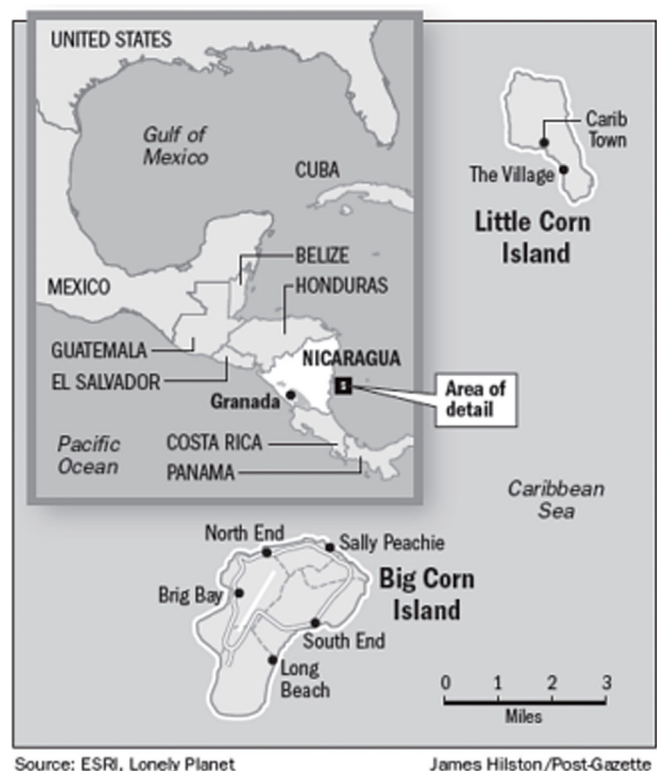 UNITED STATES
Gulf of
Mexico
CUBA
BELIZE
MEXICO
HONDURAS
GUATEMALA
NICARAGUA
EL SALVADOR
Granada
Area of
detail
Pacific
Ocean
COSTA RICA
PANAMA
Carib
Town
The Village
Little Corn
Island
Caribbean
Sea
North End
Sally Peachie
Brig Bay
Big Corn
Island
South End
Long
Beach
0 1 2 3
Miles
Source: ESRI, Lonely Planet
James Hilston/Post-Gazette